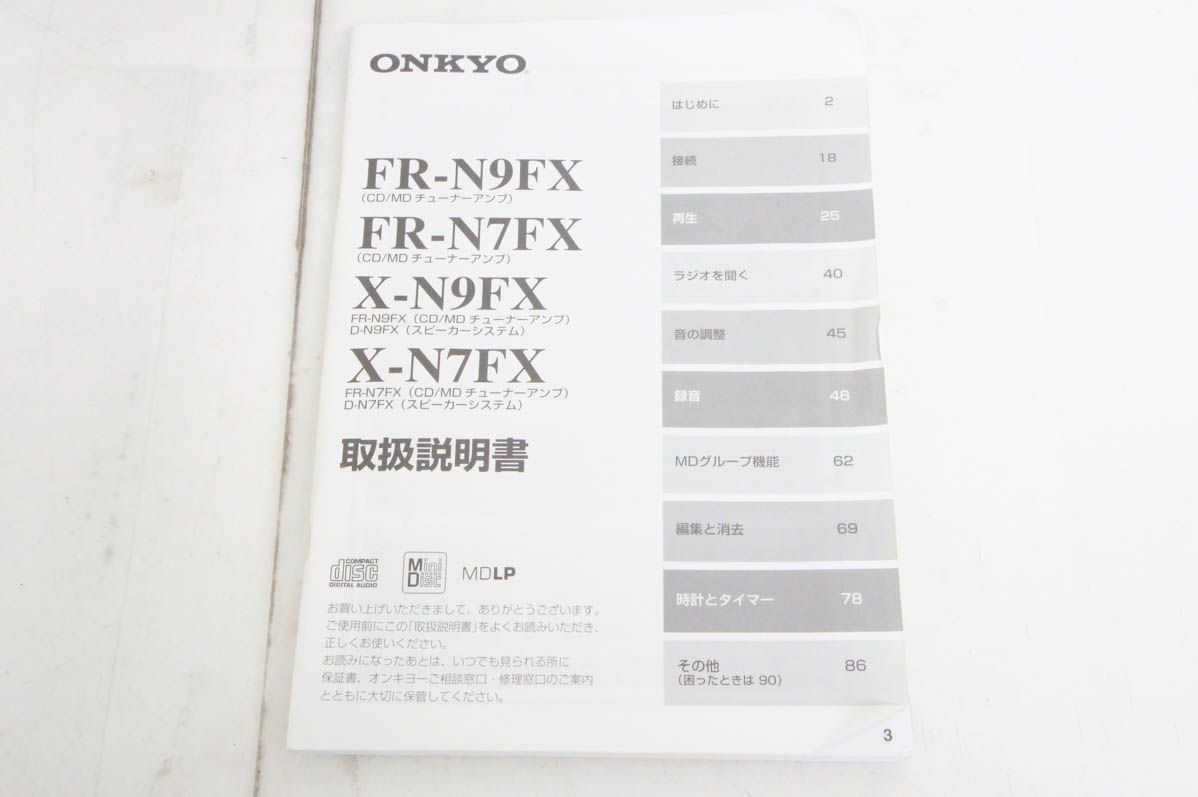 ONKYO
FR-N9FX
(CD/MD チューナーアンプ)
FR-N7FX
(CD/MD チューナーアンプ)
X-N9FX
FR-N9FX (CD/MD チューナーアンプ)
D-N9FX (スピーカーシステム)
X-N7FX
FR-N7FX (CD/MD チューナーアンプ)
D-N7FX (スピーカーシステム)
取扱説明書
COMPACT
disc
DIGITAL AUDIO
Mini
Disc
MDLP
お買い上げいただきまして、ありがとうございます。
ご使用前にこの「取扱説明書」をよくお読みいただき、
正しくお使いください。
お読みになったあとは、いつでも見られる所に
保証書、オンキヨーご相談窓口・修理窓口のご案内
とともに大切に保管してください。
はじめに 2
接続 18
再生 25
ラジオを聞く 40
音の調整 45
録音 46
MDグループ機能 62
編集と消去 69
時計とタイマー 78
その他 86
(困ったときは 90)
3